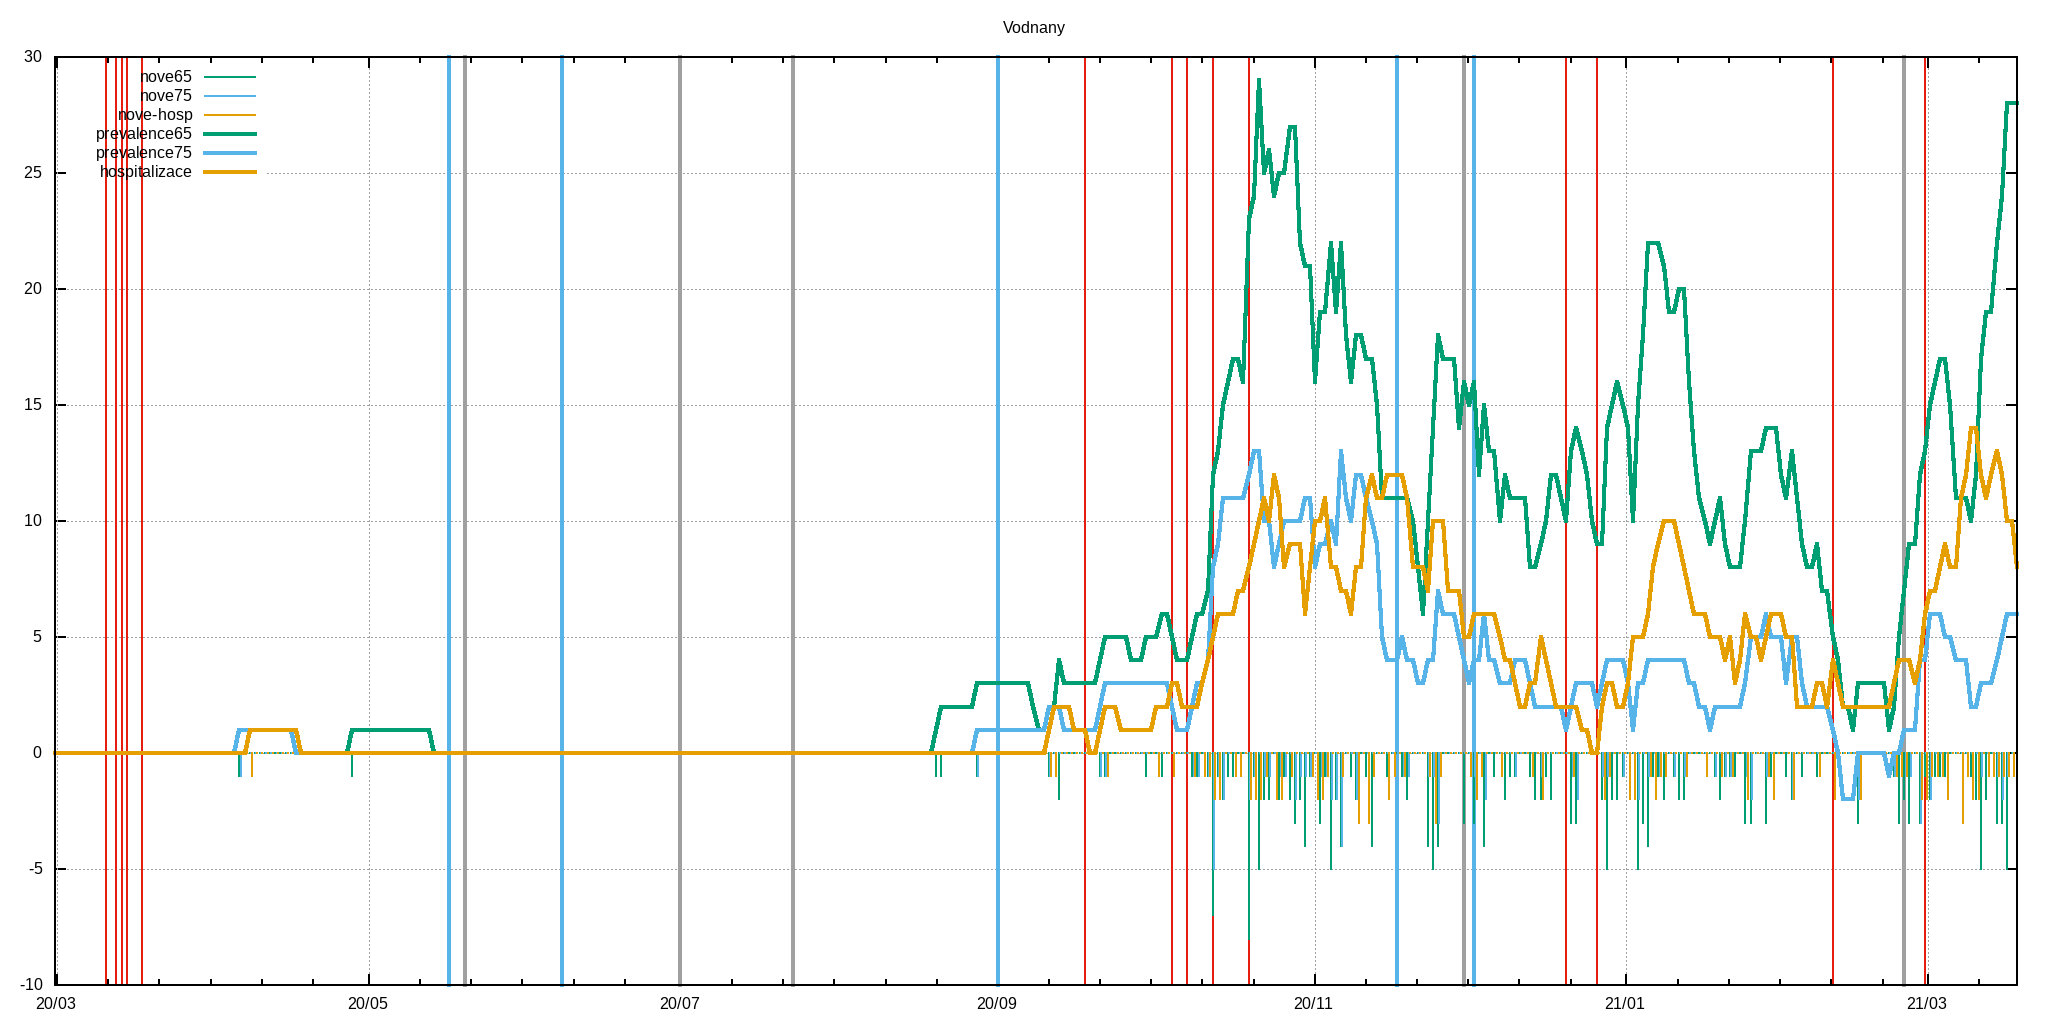 Vodnany
30
nove65
nove75
nove-hosp
prevalence65
prevalence75
hospitalizace
25
20
15
10
5
0
-5
-10
20/03 20/05 20/07 20/09 20/11 21/01 21/03